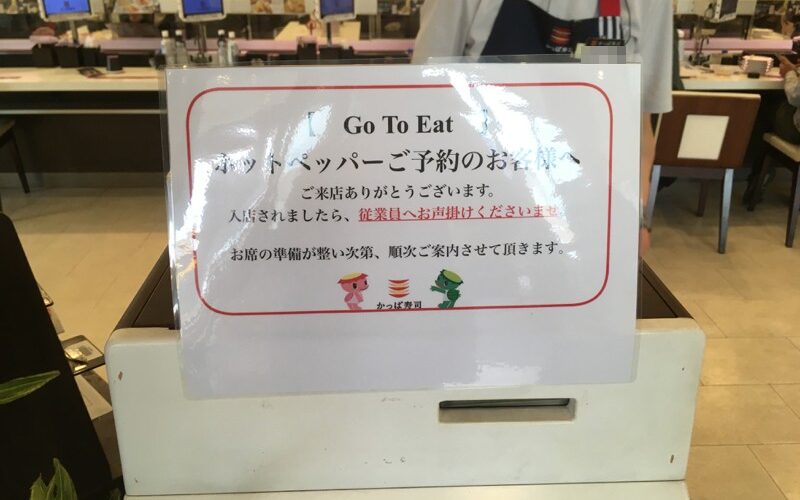 【 Go To Eat 】
ホットペッパーご予約のお客様へ
ご来店ありがとうございます。
入店されましたら、従業員へお声掛けくださいませ。
お席の準備が整い次第、順次ご案内させて頂きます。
かっぱ寿司